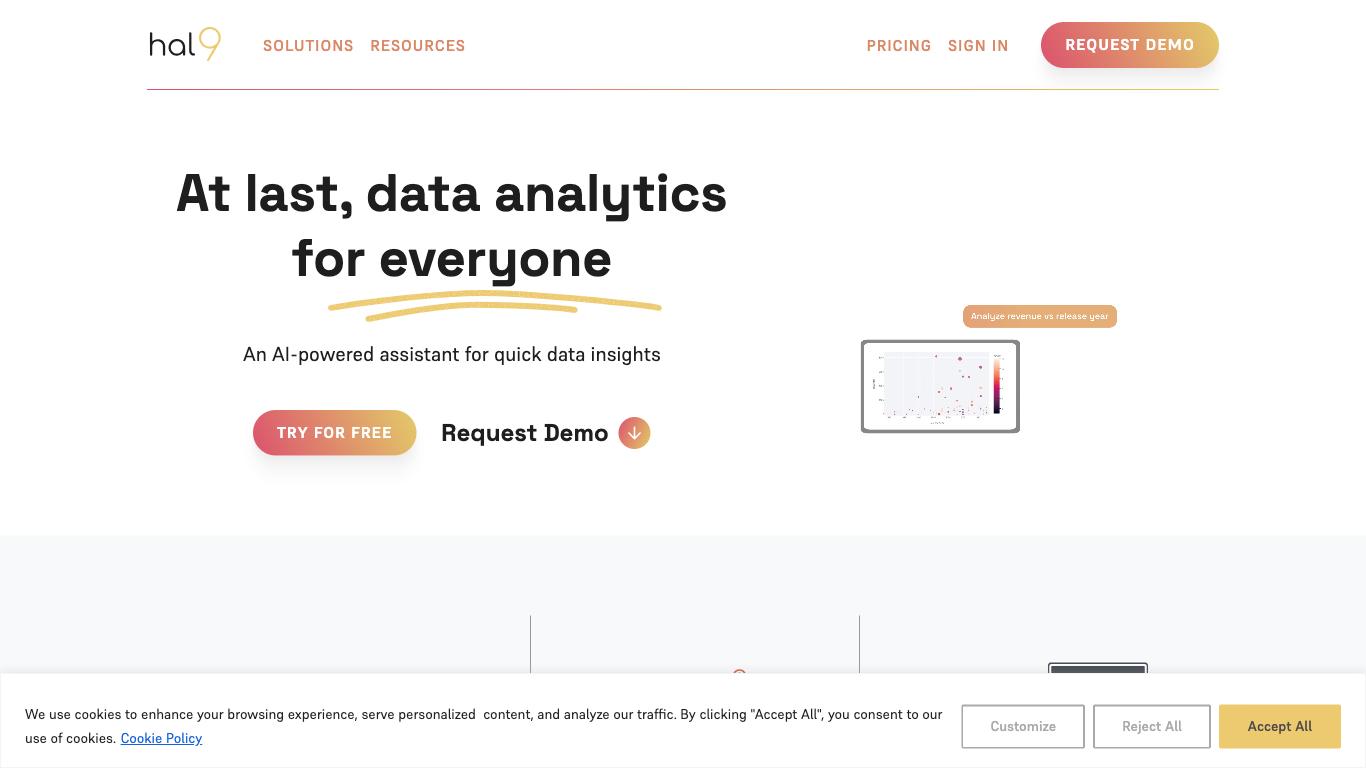 hal9
SOLUTIONS RESOURCES
PRICING SIGN IN
REQUEST DEMO
At last, data analytics
for everyone
An AI-powered assistant for quick data insights
TRY FOR FREE
Request Demo
Analyze revenue vs release year
We use cookies to enhance your browsing experience, serve personalized  content, and analyze our traffic. By clicking "Accept All", you consent to our
use of cookies. Cookie Policy
Customize
Reject All
Accept All